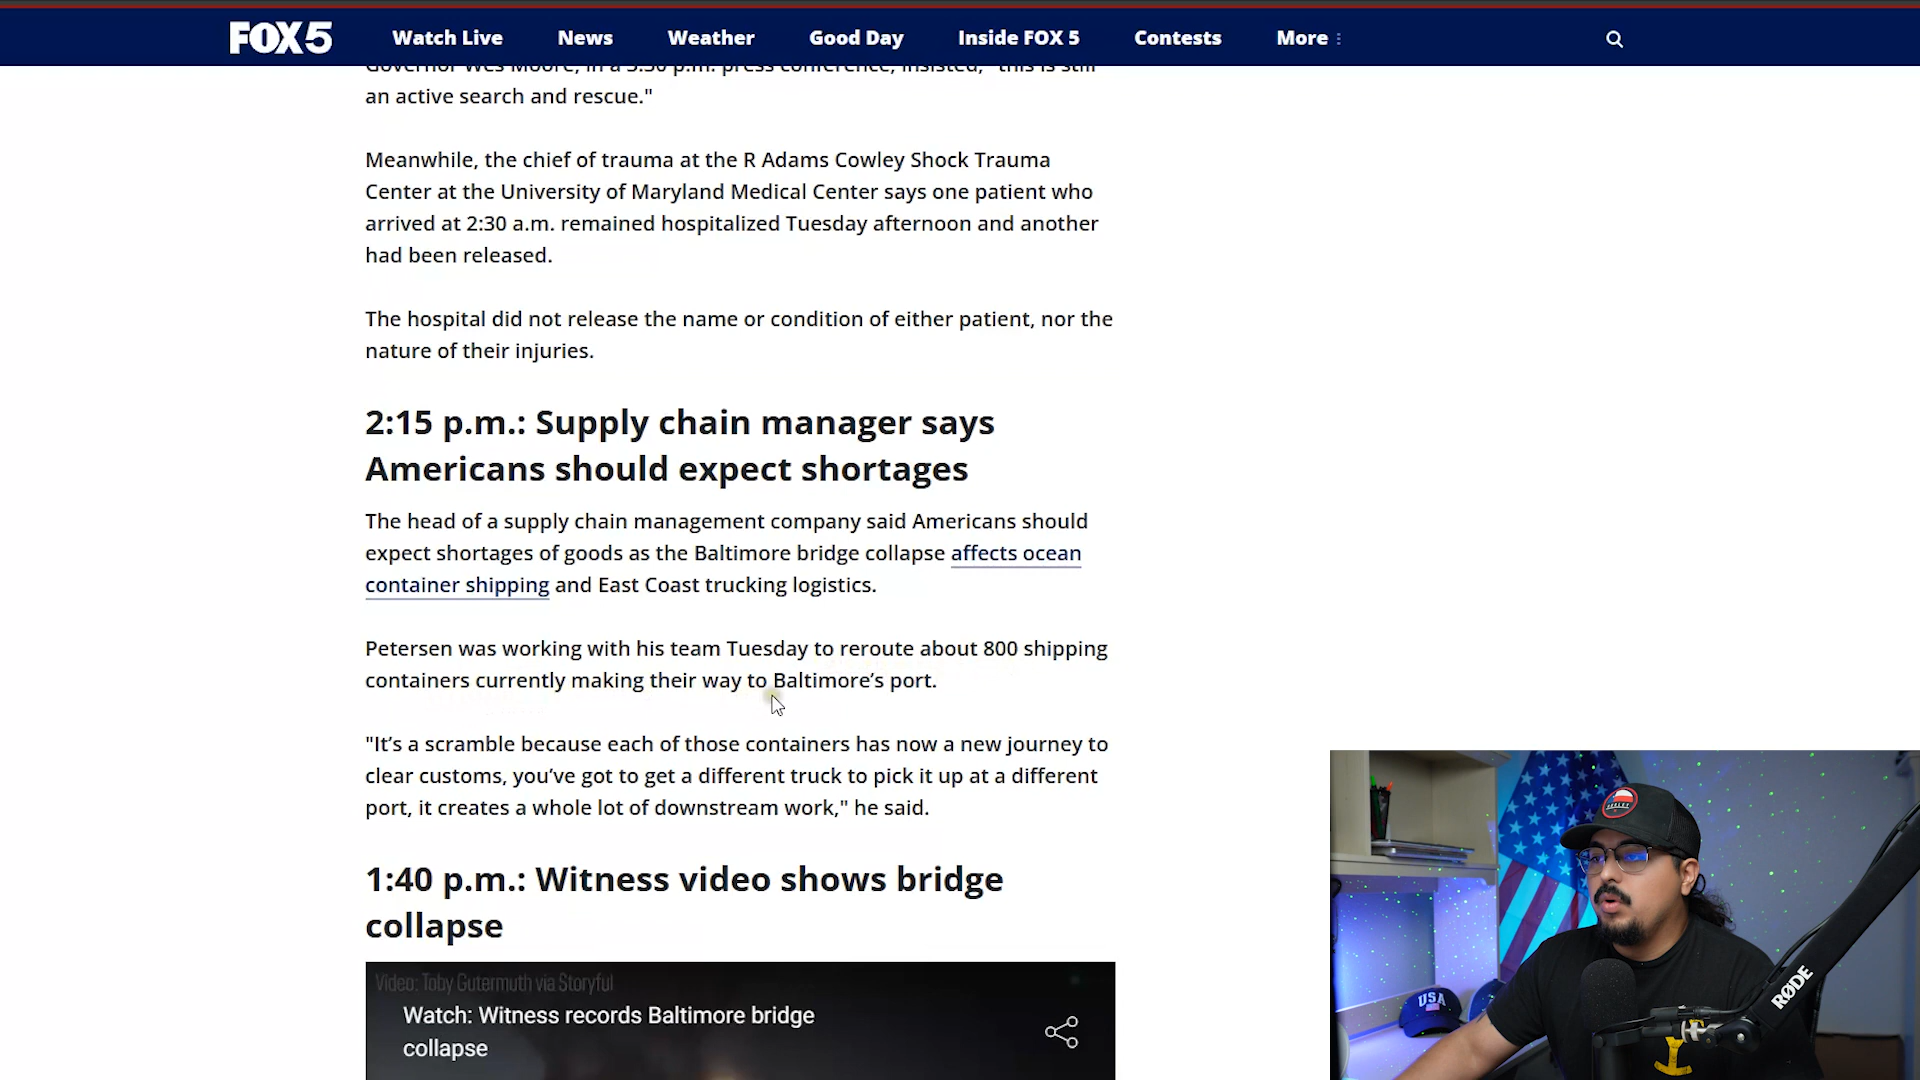 FOX 5
Watch Live News Weather Good Day Inside FOX 5 Contests More
Governor Wes Moore, in a 3:30 p.m. press conference, insisted, "this is still
an active search and rescue."
Meanwhile, the chief of trauma at the R Adams Cowley Shock Trauma
Center at the University of Maryland Medical Center says one patient who
arrived at 2:30 a.m. remained hospitalized Tuesday afternoon and another
had been released.
The hospital did not release the name or condition of either patient, nor the
nature of their injuries.
2:15 p.m.: Supply chain manager says
Americans should expect shortages
The head of a supply chain management company said Americans should
expect shortages of goods as the Baltimore bridge collapse affects ocean
container shipping and East Coast trucking logistics.
Petersen was working with his team Tuesday to reroute about 800 shipping
containers currently making their way to Baltimore’s port.
"It’s a scramble because each of those containers has now a new journey to
clear customs, you’ve got to get a different truck to pick it up at a different
port, it creates a whole lot of downstream work," he said.
1:40 p.m.: Witness video shows bridge
collapse
Video: Toby Gutermuth via Storyful
Watch: Witness records Baltimore bridge
collapse
USA
RØDE